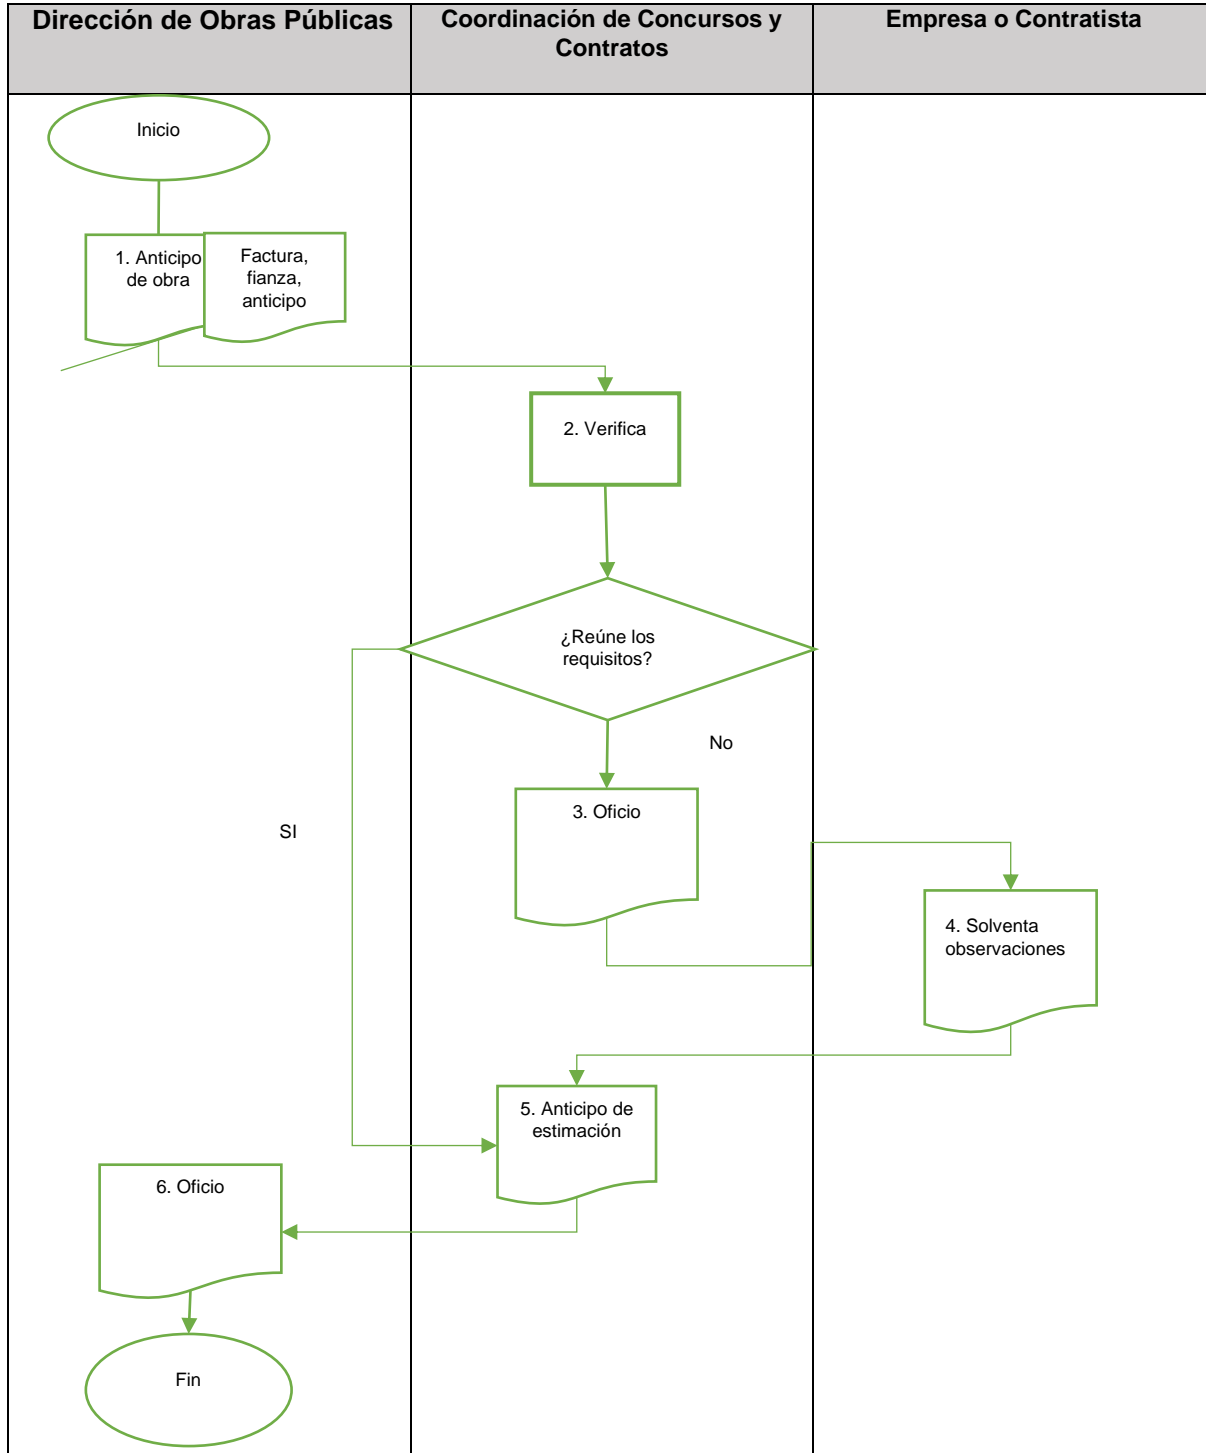 Dirección de Obras Públicas
Coordinación de Concursos y
Contratos
Empresa o Contratista
Inicio
1. Anticipo
de obra
Factura,
fianza,
anticipo
2. Verifica
¿Reúne los
requisitos?
No
3. Oficio
SI
4. Solventa
observaciones
5. Anticipo de
estimación
6. Oficio
Fin